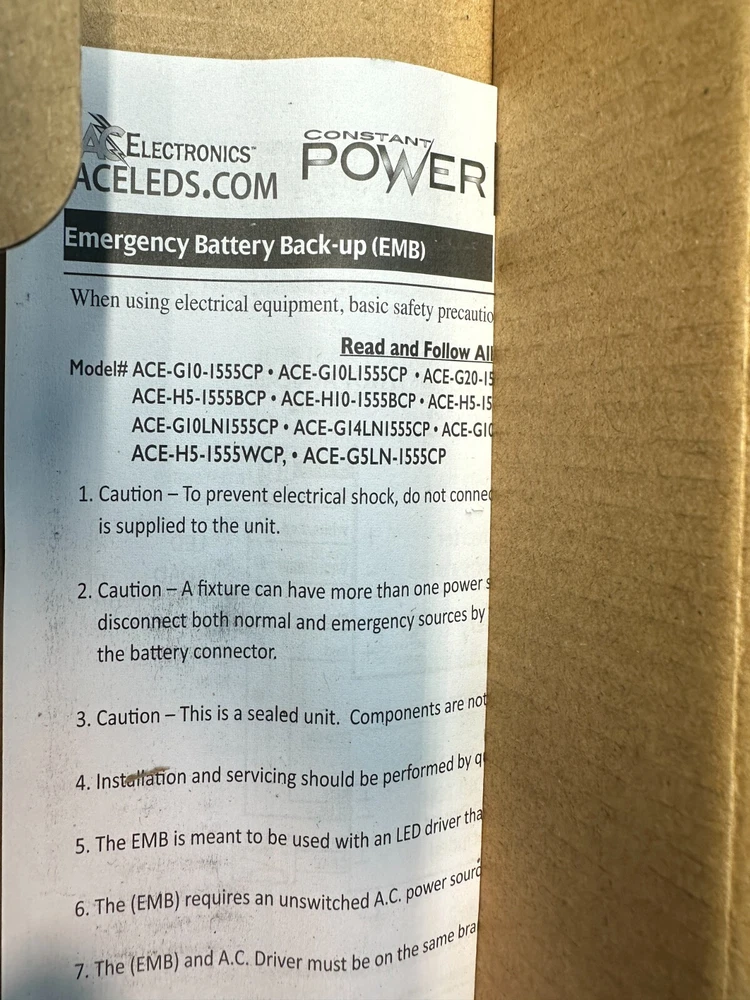 AC ELECTRONICS™
ACELEDS.COM
CONSTANT
POWER
Emergency Battery Back-up (EMB)
When using electrical equipment, basic safety precautio
Read and Follow All
Model# ACE-G10-1555CP • ACE-G10L1555CP • ACE-G20-15
ACE-H5-1555BCP • ACE-H10-1555BCP • ACE-H5-15
ACE-G10LN1555CP • ACE-G14LN1555CP • ACE-G10
ACE-H5-1555WCP, • ACE-G5LN-1555CP
1. Caution – To prevent electrical shock, do not connec
is supplied to the unit.
2. Caution – A fixture can have more than one power s
disconnect both normal and emergency sources by
the battery connector.
3. Caution – This is a sealed unit. Components are not
4. Installation and servicing should be performed by qu
5. The EMB is meant to be used with an LED driver tha
6. The (EMB) requires an unswitched A.C. power sourc
7. The (EMB) and A.C. Driver must be on the same bra